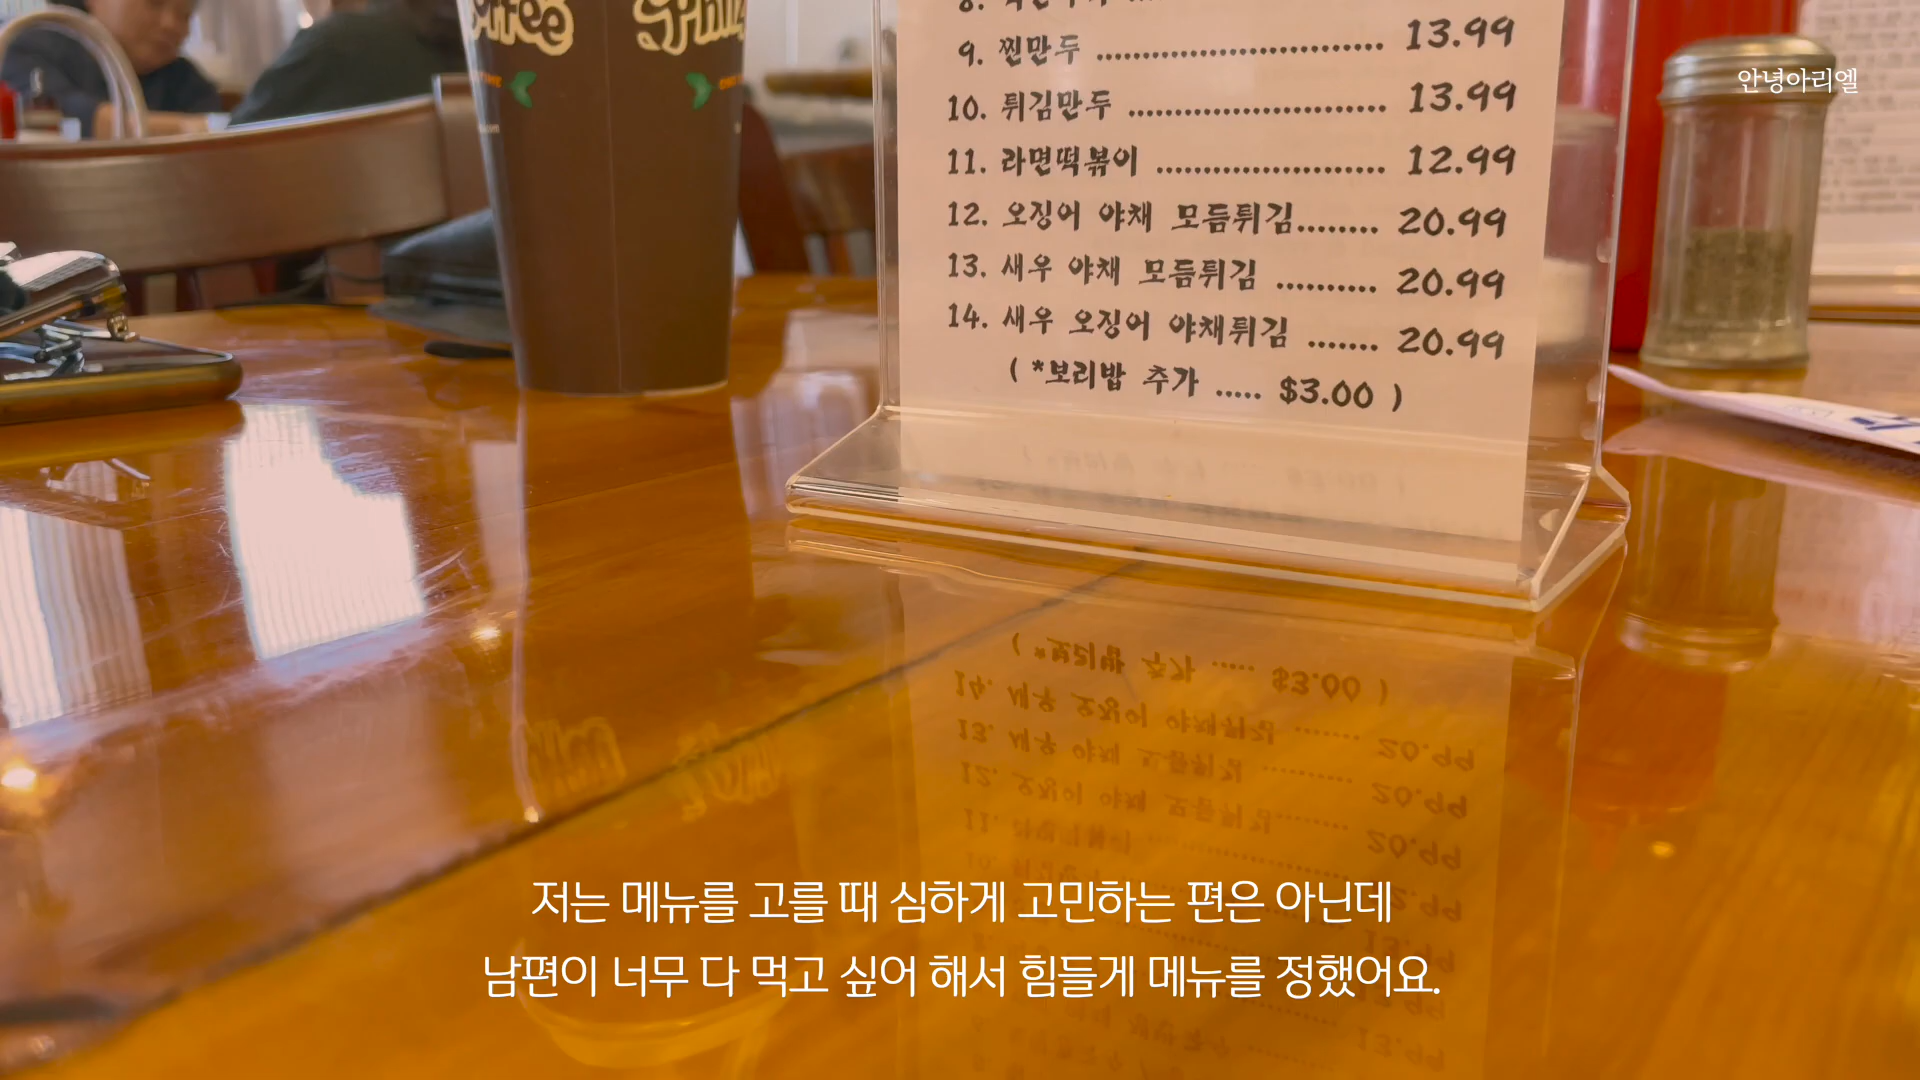 안녕아리엘
9. 찐만두 ................................ 13.99
10. 튀김만두 ............................. 13.99
11. 라면떡볶이 ......................... 12.99
12. 오징어 야채 모듬튀김........ 20.99
13. 새우 야채 모듬튀김 .......... 20.99
14. 새우 오징어 야채튀김 ....... 20.99
( *보리밥 추가 ..... $3.00 )
저는 메뉴를 고를 때 심하게 고민하는 편은 아닌데
남편이 너무 다 먹고 싶어 해서 힘들게 메뉴를 정했어요.